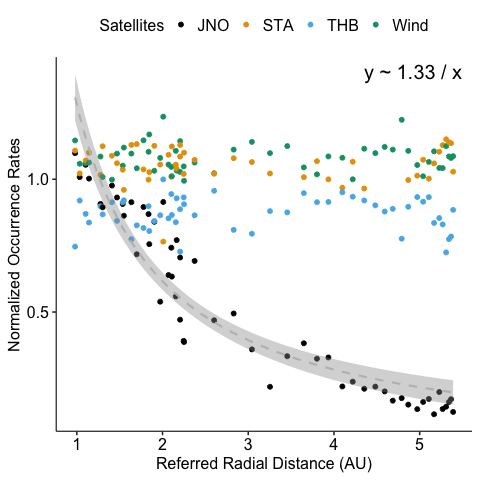 Satellites JNO STA THB Wind
y ~ 1.33 / x
Normalized Occurrence Rates
1.0
0.5
1 2 3 4 5
Referred Radial Distance (AU)